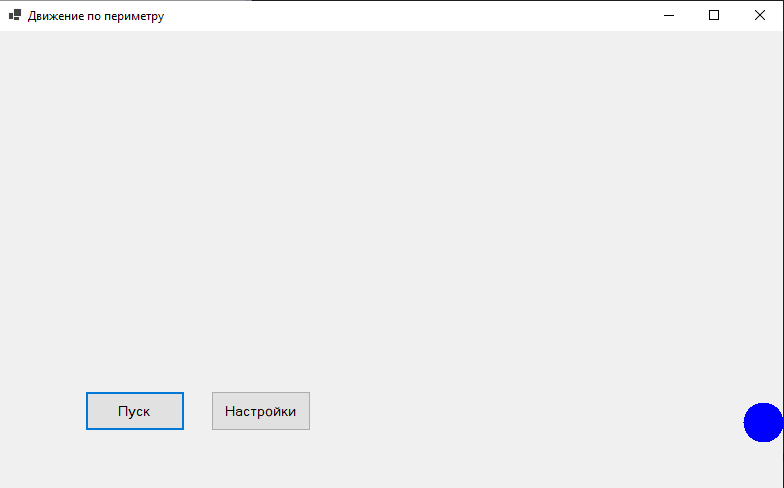 Движение по периметру
Пуск
Настройки